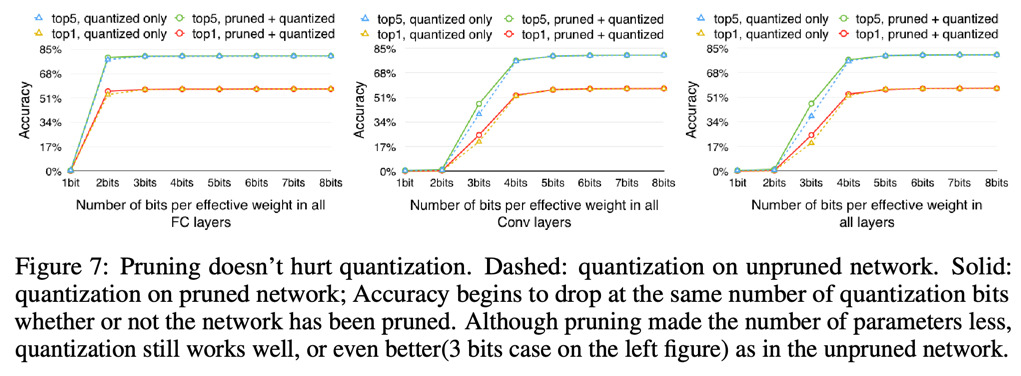 top5, quantized only top5, pruned + quantized
top1, quantized only top1, pruned + quantized
85%
68%
51%
34%
17%
0%
Accuracy
1bit 2bits 3bits 4bits 5bits 6bits 7bits 8bits
Number of bits per effective weight in all
FC layers
top5, quantized only top5, pruned + quantized
top1, quantized only top1, pruned + quantized
85%
68%
51%
34%
17%
0%
Accuracy
1bit 2bits 3bits 4bits 5bits 6bits 7bits 8bits
Number of bits per effective weight in all
Conv layers
top5, quantized only top5, pruned + quantized
top1, quantized only top1, pruned + quantized
85%
68%
51%
34%
17%
0%
Accuracy
1bit 2bits 3bits 4bits 5bits 6bits 7bits 8bits
Number of bits per effective weight in
all layers
Figure 7: Pruning doesn't hurt quantization. Dashed: quantization on unpruned network. Solid:
quantization on pruned network; Accuracy begins to drop at the same number of quantization bits
whether or not the network has been pruned. Although pruning made the number of parameters less,
quantization still works well, or even better(3 bits case on the left figure) as in the unpruned network.